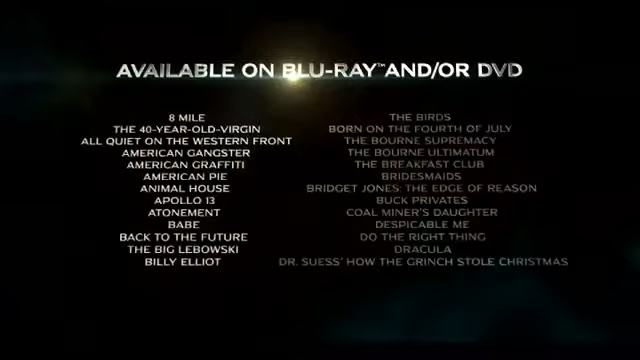 AVAILABLE ON BLU-RAY™ AND/OR DVD
8 MILE
THE 40-YEAR-OLD-VIRGIN
ALL QUIET ON THE WESTERN FRONT
AMERICAN GANGSTER
AMERICAN GRAFFITI
AMERICAN PIE
ANIMAL HOUSE
APOLLO 13
ATONEMENT
BABE
BACK TO THE FUTURE
THE BIG LEBOWSKI
BILLY ELLIOT
THE BIRDS
BORN ON THE FOURTH OF JULY
THE BOURNE SUPREMACY
THE BOURNE ULTIMATUM
THE BREAKFAST CLUB
BRIDESMAIDS
BRIDGET JONES: THE EDGE OF REASON
BUCK PRIVATES
COAL MINER'S DAUGHTER
DESPICABLE ME
DO THE RIGHT THING
DRACULA
DR. SUESS' HOW THE GRINCH STOLE CHRISTMAS